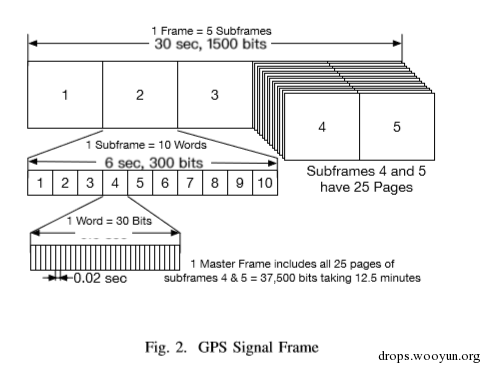 1 Frame = 5 Subframes
30 sec, 1500 bits
1 2 3
4 5
1 Subframe = 10 Words
6 sec, 300 bits
Subframes 4 and 5
have 25 Pages
1 2 3 4 5 6 7 8 9 10
1 Word = 30 Bits
0.02 sec
1 Master Frame includes all 25 pages of
subframes 4 & 5 = 37,500 bits taking 12.5 minutes
Fig. 2. GPS Signal Frame
drops.wooyun.org